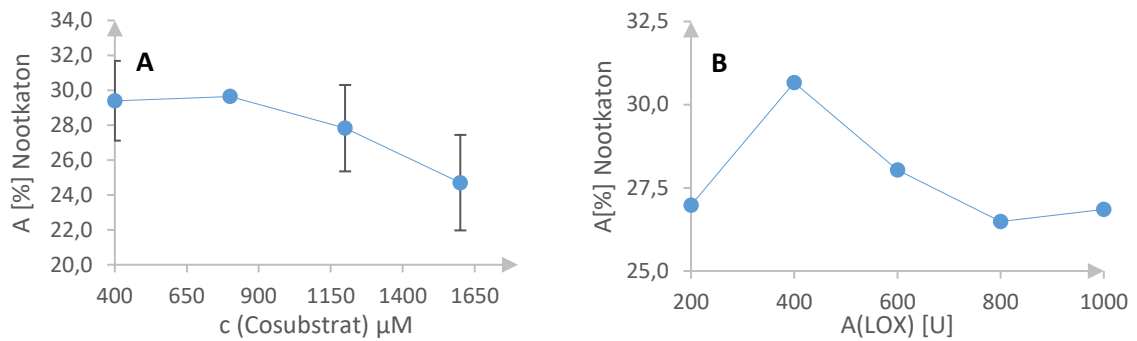 A
34,0
32,0
30,0
28,0
26,0
24,0
22,0
20,0
A [%] Nootkaton
400 650 900 1150 1400 1650
c (Cosubstrat) µM
B
32,5
30,0
27,5
25,0
A[%] Nootkaton
200 400 600 800 1000
A(LOX) [U]